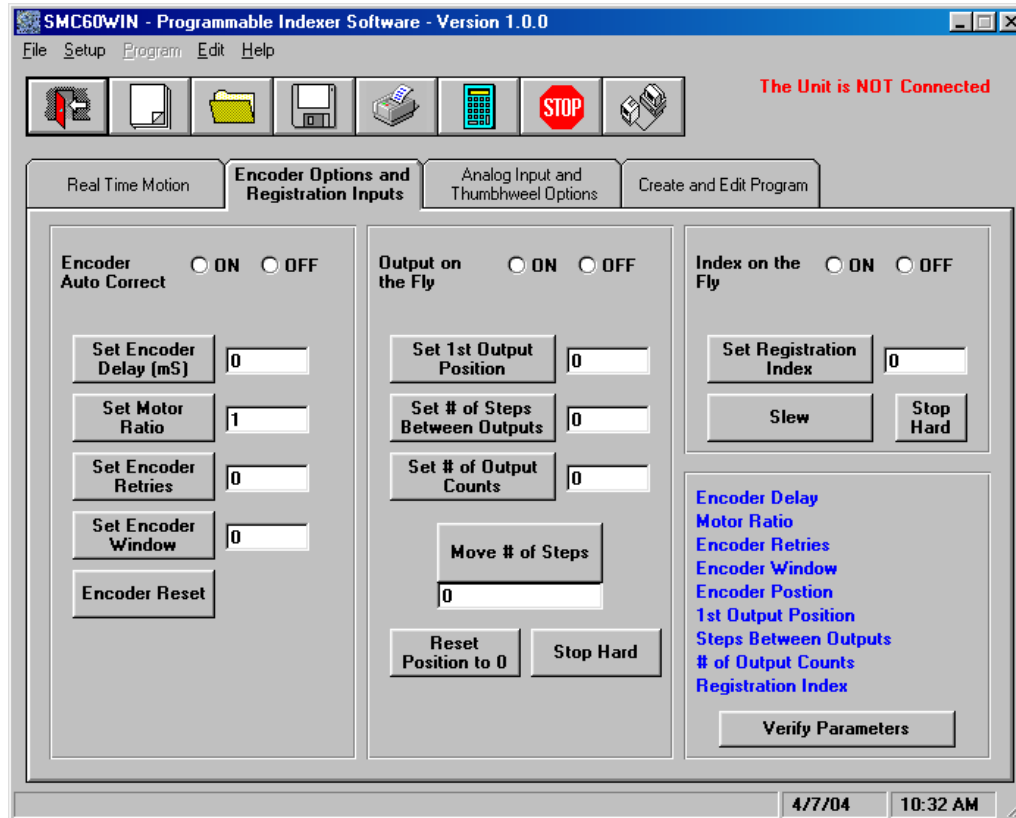 SMC60WIN - Programmable Indexer Software - Version 1.0.0
File Setup Program Edit Help
STOP
The Unit is NOT Connected
Real Time Motion
Encoder Options and
Registration Inputs
Analog Input and
Thumbhweel Options
Create and Edit Program
Encoder
Auto Correct
ON OFF
Set Encoder
Delay (mS)
0
Set Motor
Ratio
1
Set Encoder
Retries
0
Set Encoder
Window
0
Encoder Reset
Output on
the Fly
ON OFF
Set 1st Output
Position
0
Set # of Steps
Between Outputs
0
Set # of Output
Counts
0
Move # of Steps
0
Reset
Position to 0
Stop Hard
Index on the
Fly
ON OFF
Set Registration
Index
0
Slew
Stop
Hard
Encoder Delay
Motor Ratio
Encoder Retries
Encoder Window
Encoder Postion
1st Output Position
Steps Between Outputs
# of Output Counts
Registration Index
Verify Parameters
4/7/04
10:32 AM